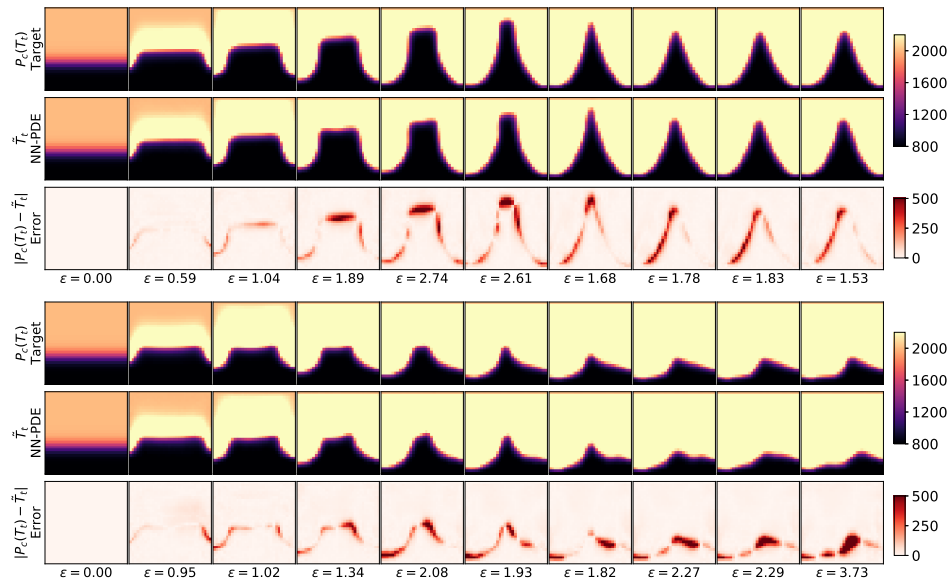 P_c(T_t)
Target
2000
1600
1200
800
T̃_t
NN-PDE
|P_c(T_t) − T̃_t|
Error
500
250
0
ε = 0.00 ε = 0.59 ε = 1.04 ε = 1.89 ε = 2.74 ε = 2.61 ε = 1.68 ε = 1.78 ε = 1.83 ε = 1.53
P_c(T_t)
Target
2000
1600
1200
800
T̃_t
NN-PDE
|P_c(T_t) − T̃_t|
Error
500
250
0
ε = 0.00 ε = 0.95 ε = 1.02 ε = 1.34 ε = 2.08 ε = 1.93 ε = 1.82 ε = 2.27 ε = 2.29 ε = 3.73